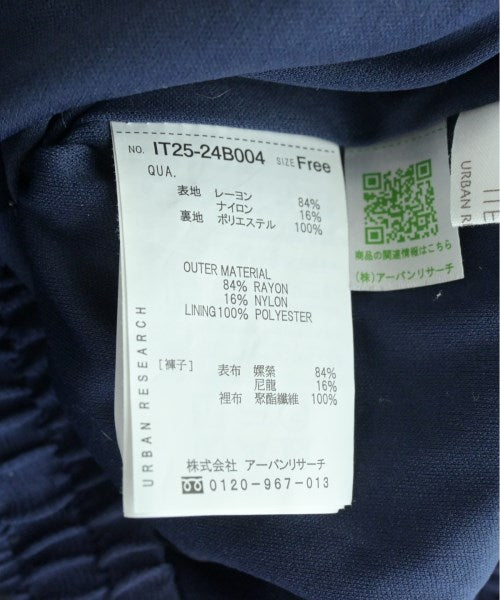 NO. IT25-24B004 SIZE Free
QUA.
表地 レーヨン 84%
ナイロン 16%
裏地 ポリエステル 100%
OUTER MATERIAL
84% RAYON
16% NYLON
LINING100% POLYESTER
[褲子] 表布 嫘縈 84%
尼龍 16%
裡布 聚酯纖維 100%
URBAN RESEARCH
株式会社 アーバンリサーチ
0120-967-013
商品の関連情報はこちら
(株)アーバンリサーチ
URBAN